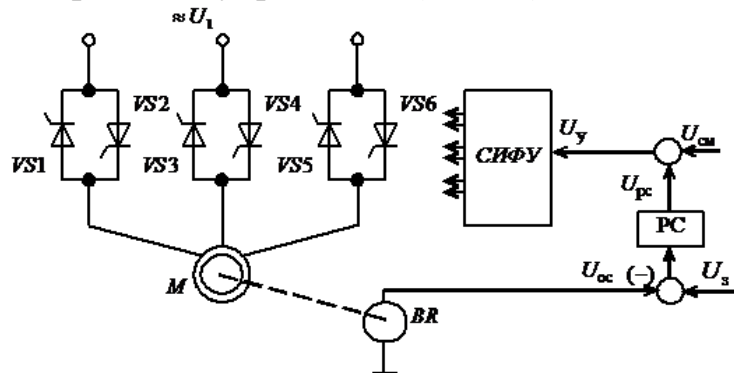 ≈U₁
VS2
VS4
VS6
VS1
VS3
VS5
СИФУ
Uу
Uсм
Uрс
РС
Uос (−)
Uз
M
BR